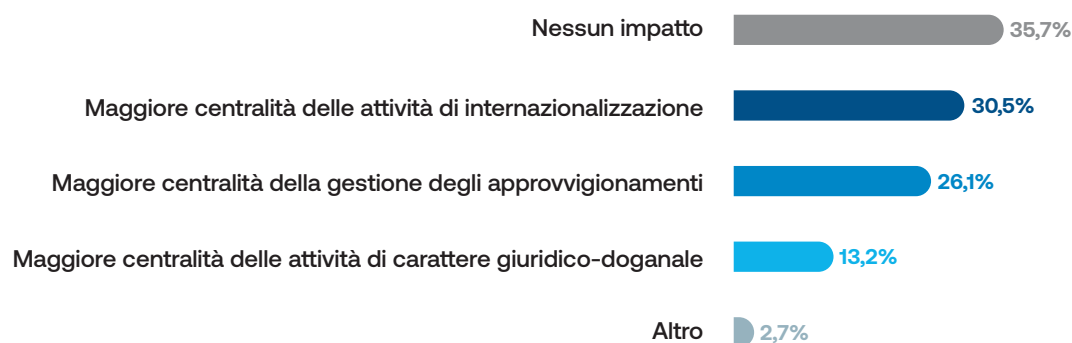 Nessun impatto 35,7%
Maggiore centralità delle attività di internazionalizzazione 30,5%
Maggiore centralità della gestione degli approvvigionamenti 26,1%
Maggiore centralità delle attività di carattere giuridico-doganale 13,2%
Altro 2,7%